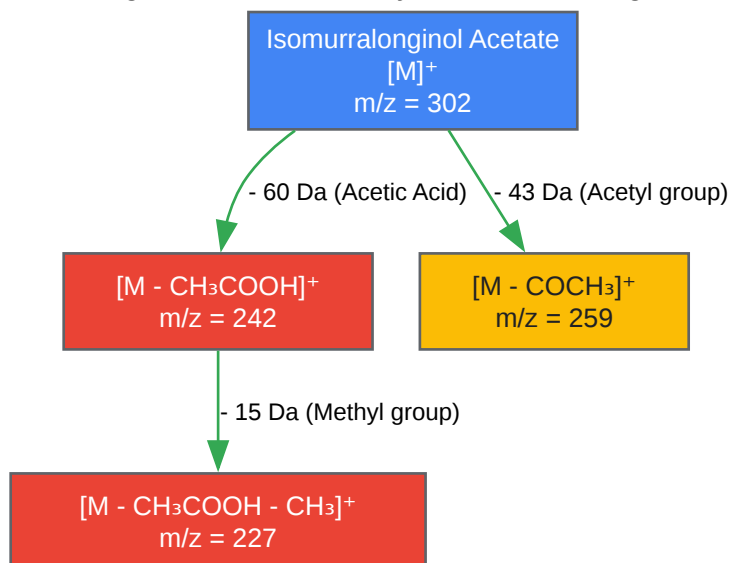 Isomurralonginol Acetate
[M]⁺
m/z = 302
- 60 Da (Acetic Acid)
- 43 Da (Acetyl group)
[M - CH₃COOH]⁺
m/z = 242
[M - COCH₃]⁺
m/z = 259
- 15 Da (Methyl group)
[M - CH₃COOH - CH₃]⁺
m/z = 227